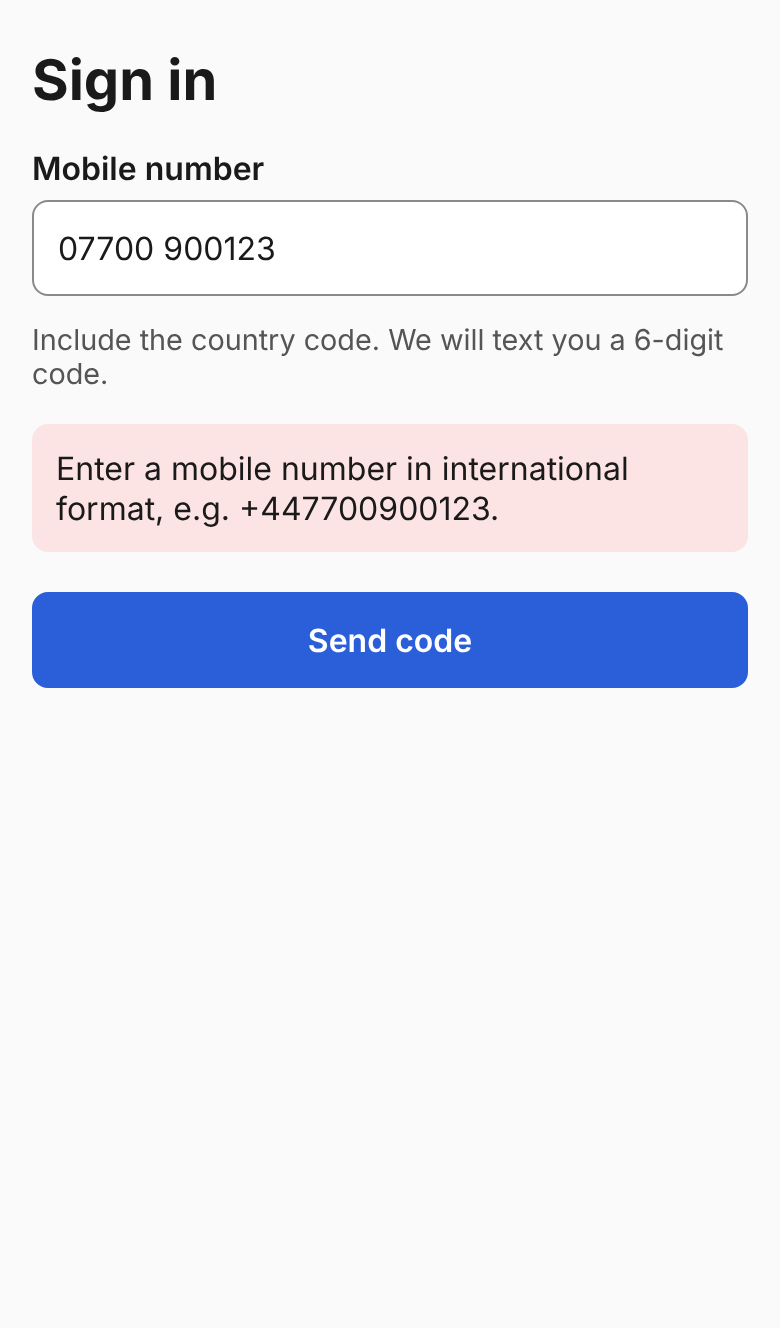 Sign in
Mobile number
07700 900123
Include the country code. We will text you a 6-digit
code.
Enter a mobile number in international
format, e.g. +447700900123.
Send code